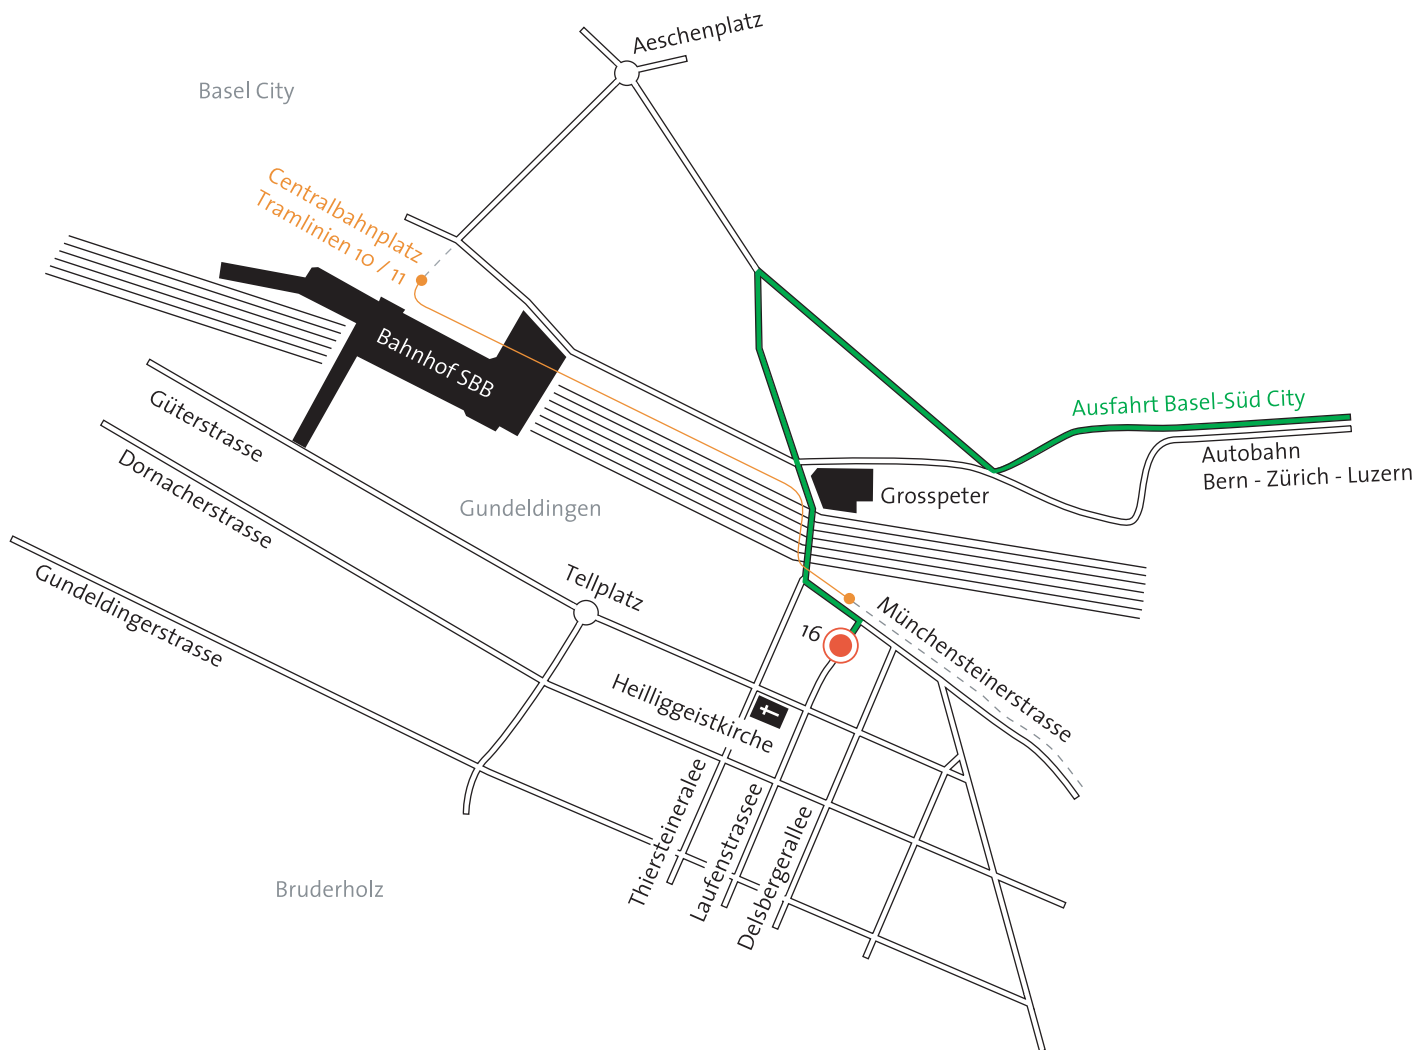 Aeschenplatz
Basel City
Centralbahnplatz
Tramlinien 10 / 11
Bahnhof SBB
Ausfahrt Basel-Süd City
Autobahn
Bern - Zürich - Luzern
Güterstrasse
Dornacherstrasse
Gundeldingen
Grosspeter
Gundeldingerstrasse
Tellplatz
Münchensteinerstrasse
16
Heilliggeistkirche
Thiersteineralee
Laufenstrassee
Delsbergerallee
Bruderholz